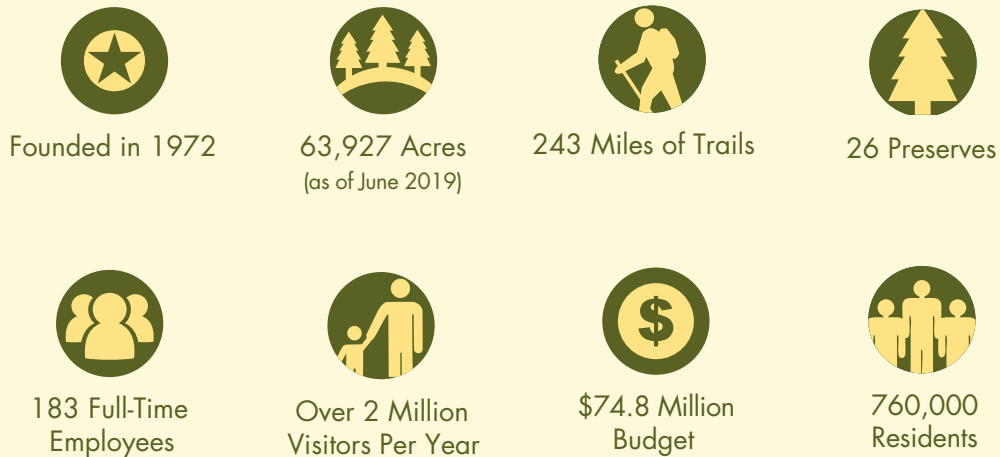 Founded in 1972
63,927 Acres
(as of June 2019)
243 Miles of Trails
26 Preserves
183 Full-Time
Employees
Over 2 Million
Visitors Per Year
$
$74.8 Million
Budget
760,000
Residents